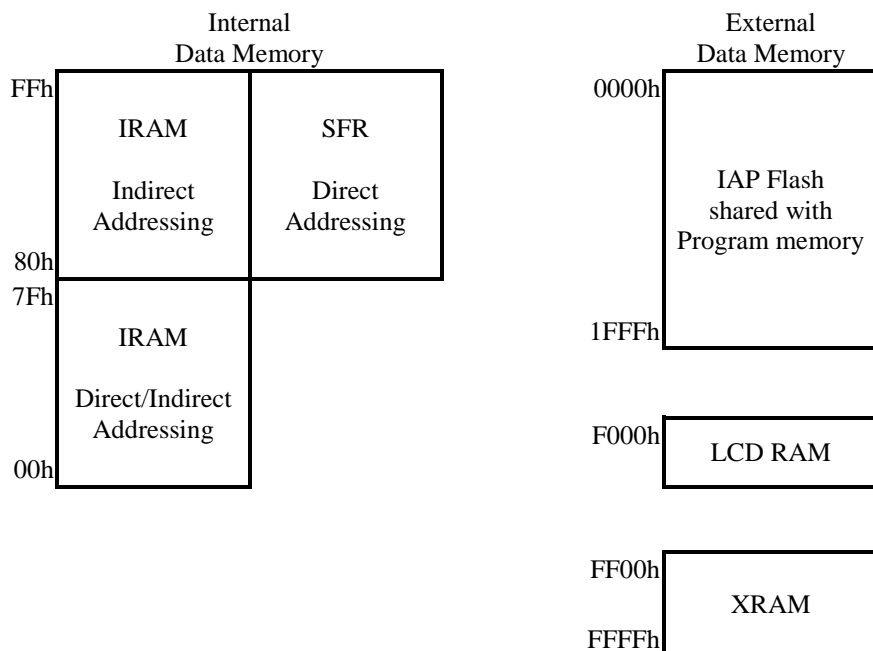 Internal
Data Memory
FFh
IRAM
Indirect
Addressing
80h
SFR
Direct
Addressing
7Fh
IRAM
Direct/Indirect
Addressing
00h
External
Data Memory
0000h
IAP Flash
shared with
Program memory
1FFFh
F000h
LCD RAM
FF00h
XRAM
FFFFh